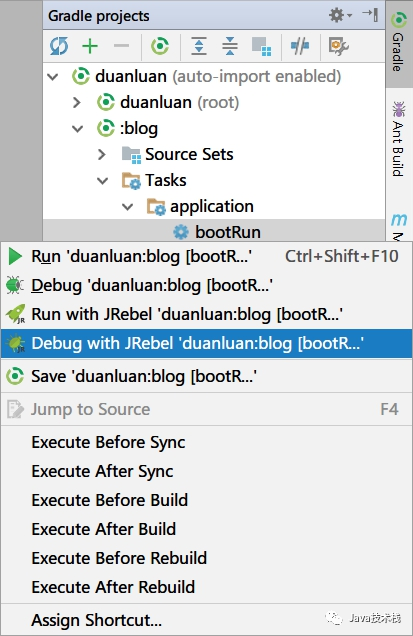 Gradle projects
duanluan (auto-import enabled)
duanluan (root)
:blog
Source Sets
Tasks
application
bootRun
Gradle
Ant Build
m
Run 'duanluan:blog [bootR...' Ctrl+Shift+F10
Debug 'duanluan:blog [bootR...'
Run with JRebel 'duanluan:blog [bootR...'
Debug with JRebel 'duanluan:blog [bootR...'
Save 'duanluan:blog [bootR...'
Jump to Source F4
Execute Before Sync
Execute After Sync
Execute Before Build
Execute After Build
Execute Before Rebuild
Execute After Rebuild
Assign Shortcut...
Java技术栈